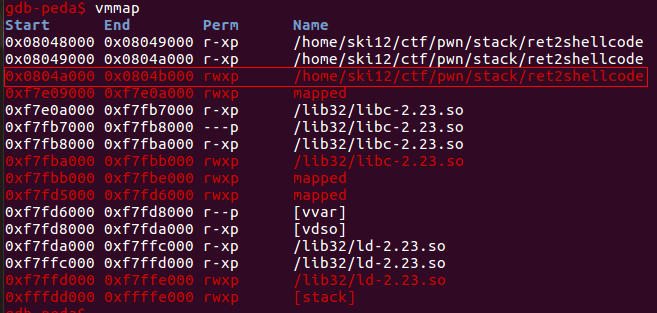 gdb-peda$ vmmap
Start End Perm Name
0x08048000 0x08049000 r-xp /home/ski12/ctf/pwn/stack/ret2shellcode
0x08049000 0x0804a000 r-xp /home/ski12/ctf/pwn/stack/ret2shellcode
0x0804a000 0x0804b000 rwxp /home/ski12/ctf/pwn/stack/ret2shellcode
0xf7e09000 0xf7e0a000 rwxp mapped
0xf7e0a000 0xf7fb7000 r-xp /lib32/libc-2.23.so
0xf7fb7000 0xf7fb8000 ---p /lib32/libc-2.23.so
0xf7fb8000 0xf7fba000 r-xp /lib32/libc-2.23.so
0xf7fba000 0xf7fbb000 rwxp /lib32/libc-2.23.so
0xf7fbb000 0xf7fbe000 rwxp mapped
0xf7fd5000 0xf7fd6000 rwxp mapped
0xf7fd6000 0xf7fd8000 r--p [vvar]
0xf7fd8000 0xf7fda000 r-xp [vdso]
0xf7fda000 0xf7ffc000 r-xp /lib32/ld-2.23.so
0xf7ffc000 0xf7ffd000 r-xp /lib32/ld-2.23.so
0xf7ffd000 0xf7ffe000 rwxp /lib32/ld-2.23.so
0xfffdd000 0xffffe000 rwxp [stack]
gdb-peda$